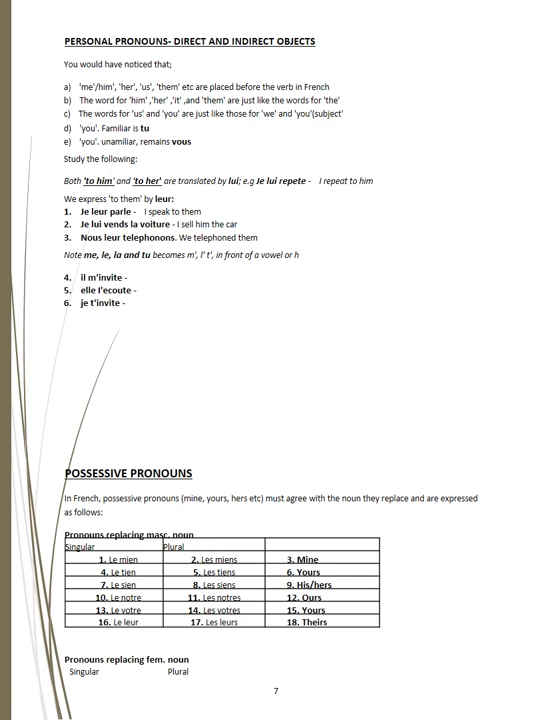 PERSONAL PRONOUNS- DIRECT AND INDIRECT OBJECTS
You would have noticed that;
a) 'me'/him', 'her', 'us', 'them' etc are placed before the verb in French
b) The word for 'him' ,'her' ,'it' ,and 'them' are just like the words for 'the'
c) The words for 'us' and 'you' are just like those for 'we' and 'you'(subject'
d) 'you'. Familiar is tu
e) 'you'. unamiliar, remains vous
Study the following:
Both 'to him' and 'to her' are translated by lui; e.g Je lui repete - I repeat to him
We express 'to them' by leur:
1. Je leur parle - I speak to them
2. Je lui vends la voiture - I sell him the car
3. Nous leur telephonons. We telephoned them
Note me, le, la and tu becomes m', l' t', in front of a vowel or h
4. il m'invite -
5. elle l'ecoute -
6. je t'invite -
POSSESSIVE PRONOUNS
In French, possessive pronouns (mine, yours, hers etc) must agree with the noun they replace and are expressed
as follows:
Pronouns replacing masc. noun
Singular Plural
1. Le mien 2. Les miens 3. Mine
4. Le tien 5. Les tiens 6. Yours
7. Le sien 8. Les siens 9. His/hers
10. Le notre 11. Les notres 12. Ours
13. Le votre 14. Les votres 15. Yours
16. Le leur 17. Les leurs 18. Theirs
Pronouns replacing fem. noun
Singular Plural
7